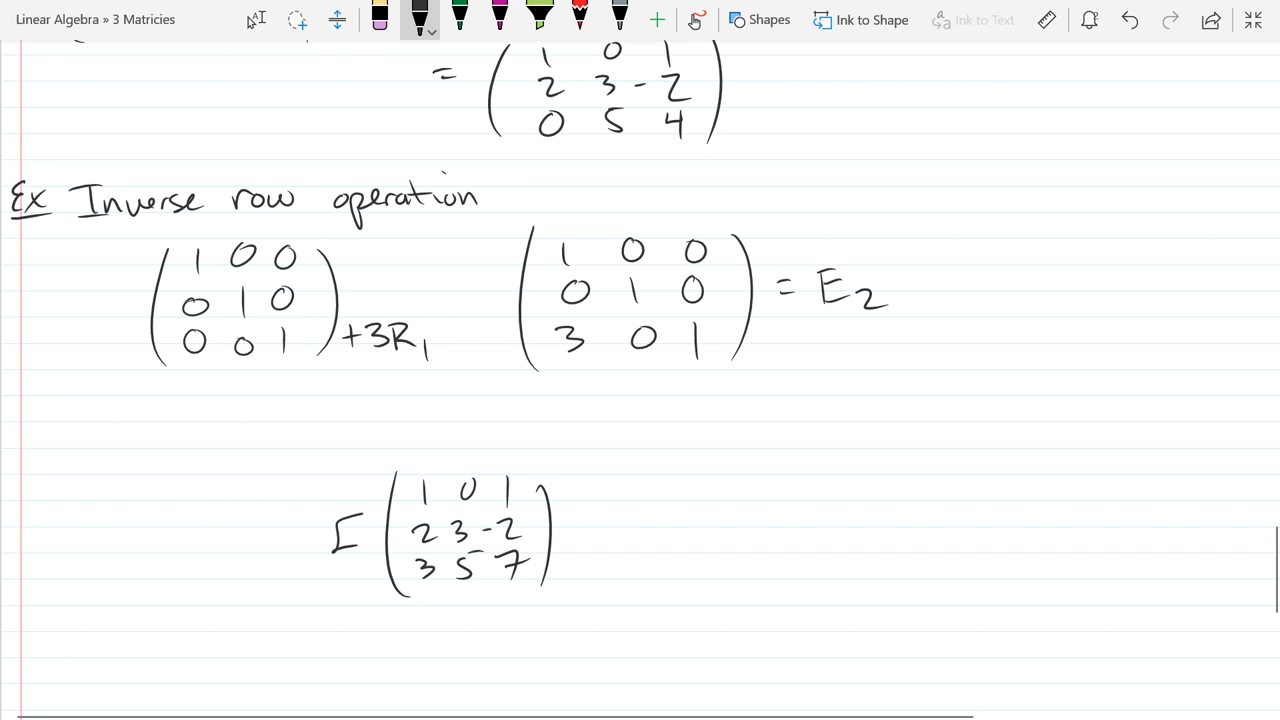 Linear Algebra » 3 Matricies
Shapes
Ink to Shape
Ink to Text
1 0 1
= 2 3 -2
0 5 4
Ex Inverse row operation
1 0 0
0 1 0
0 0 1 +3R1
1 0 0
0 1 0 = E2
3 0 1
1 0 1
2 3 -2
3 5 7